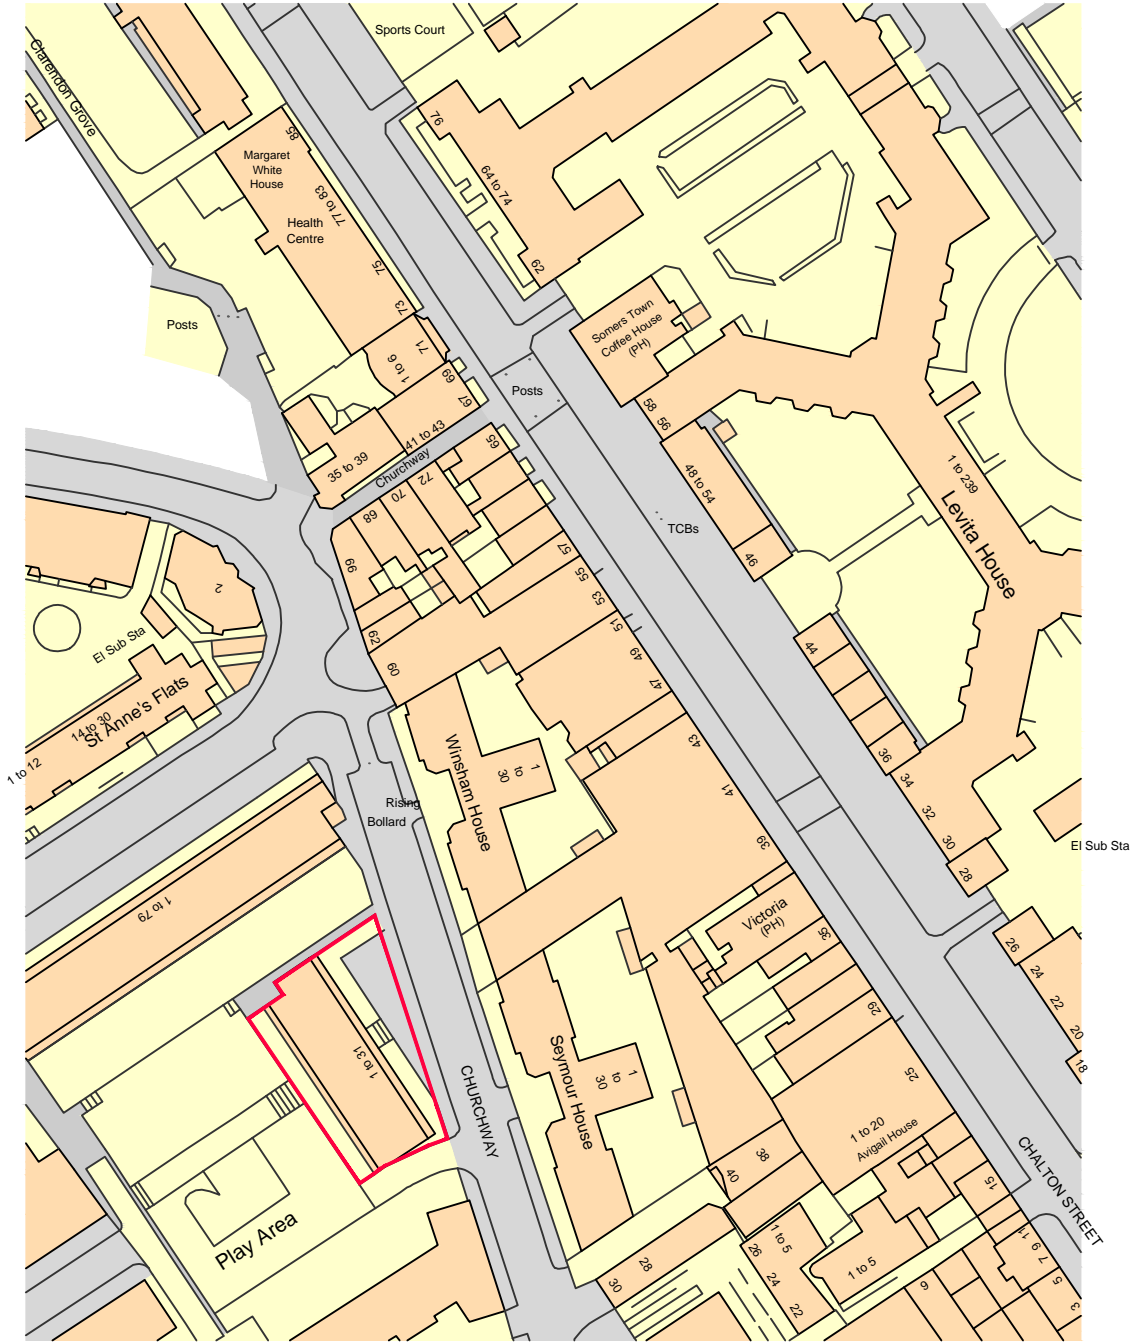 Sports Court
Clarendon Grove
76
85
Margaret
White
House
77 to 83
64 to 74
Health
Centre
75
62
73
Posts
Somers Town
Coffee House
(PH)
71
1 to 6
69
67
Posts
58
56
65
41 to 43
35 to 39
Churchway
72
70
68
48 to 54
1 to 239
Levita House
TCBs
46
66
57
55
53
2
51
49
47
El Sub Sta
62
60
44
St Anne's Flats
14 to 30
1 to 12
36
43
34
Winsham House
1
to
30
41
32
Rising
Bollard
39
30
El Sub Sta
28
1 to 79
Victoria
(PH)
35
26
24
22
29
20
18
1 to 31
CHURCHWAY
Seymour House
1
to
30
25
1 to 20
Avigail House
38
40
CHALTON STREET
15
Play Area
1 to 5
26
24
22
1 to 5
28
30
11
9
7
5
3
6